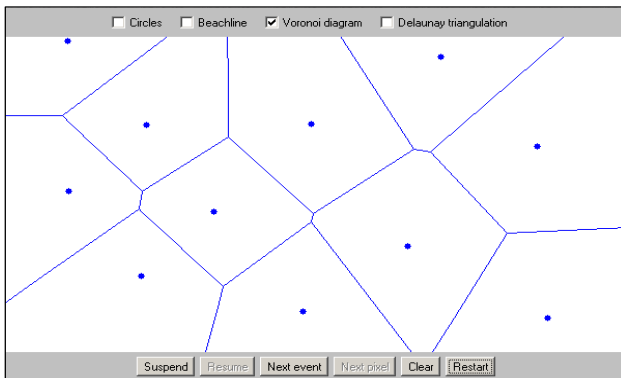 Circles Beachline Voronoi diagram Delaunay triangulation
Suspend Resume Next event Next pixel Clear Restart